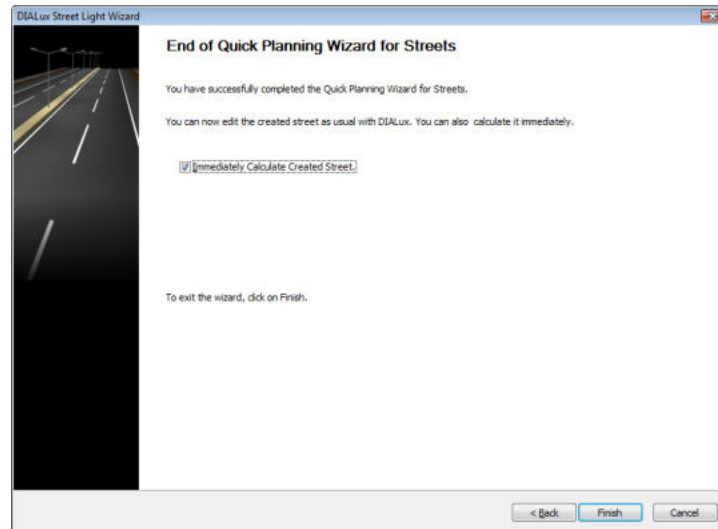 DIALux Street Light Wizard
End of Quick Planning Wizard for Streets
You have successfully completed the Quick Planning Wizard for Streets.
You can now edit the created street as usual with DIALux. You can also calculate it immediately.
Immediately Calculate Created Street.
To exit the wizard, click on Finish.
< Back Finish Cancel